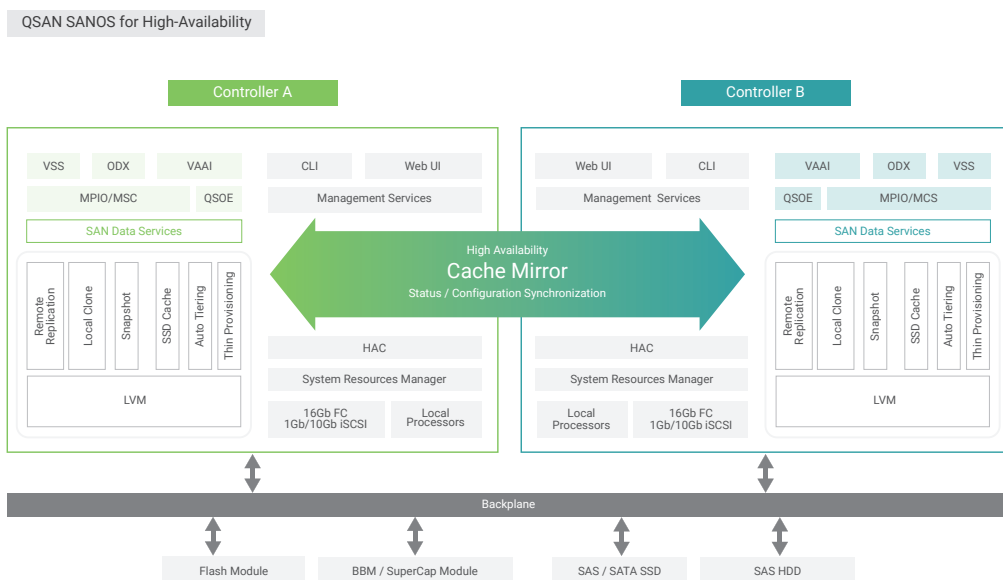 QSAN SANOS for High-Availability
Controller A
Controller B
VSS
ODX
VAAI
CLI
Web UI
MPIO/MSC
QSOE
Management Services
SAN Data Services
Remote
Replication
Local Clone
Snapshot
SSD Cache
Auto Tiering
Thin Provisioning
LVM
High Availability
Cache Mirror
Status / Configuration Synchronization
HAC
System Resources Manager
16Gb FC
1Gb/10Gb iSCSI
Local
Processors
Web UI
CLI
VAAI
ODX
VSS
Management Services
QSOE
MPIO/MCS
SAN Data Services
HAC
System Resources Manager
Local
Processors
16Gb FC
1Gb/10Gb iSCSI
Remote
Replication
Local Clone
Snapshot
SSD Cache
Auto Tiering
Thin Provisioning
LVM
Backplane
Flash Module
BBM / SuperCap Module
SAS / SATA SSD
SAS HDD